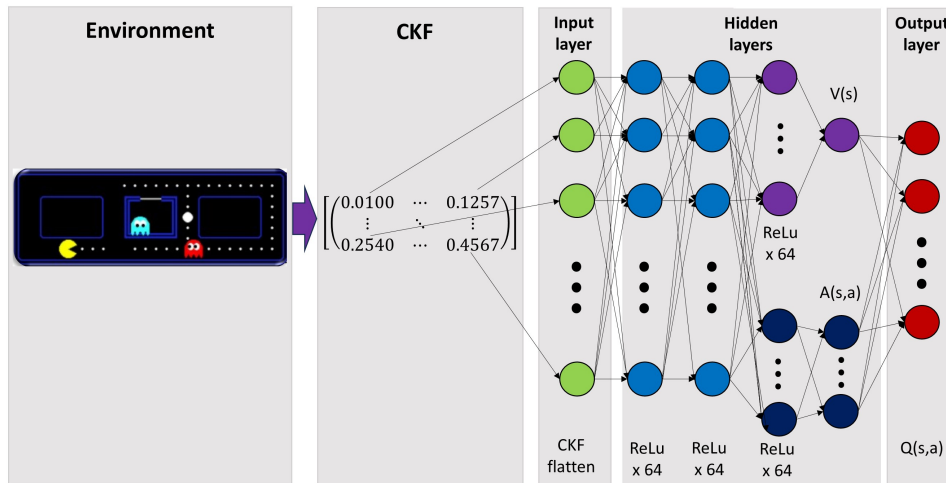 Environment
CKF
Input
layer
Hidden
layers
Output
layer
V(s)
0.0100 ⋯ 0.1257
⋮ ⋱ ⋮
0.2540 ⋯ 0.4567
ReLu
x 64
A(s,a)
CKF
flatten
ReLu
x 64
ReLu
x 64
ReLu
x 64
Q(s,a)